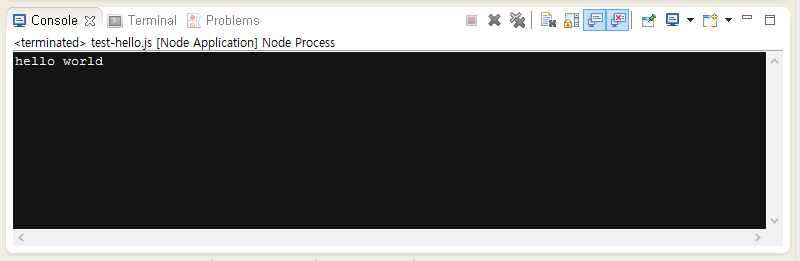 Console Terminal Problems
<terminated> test-hello.js [Node Application] Node Process
hello world